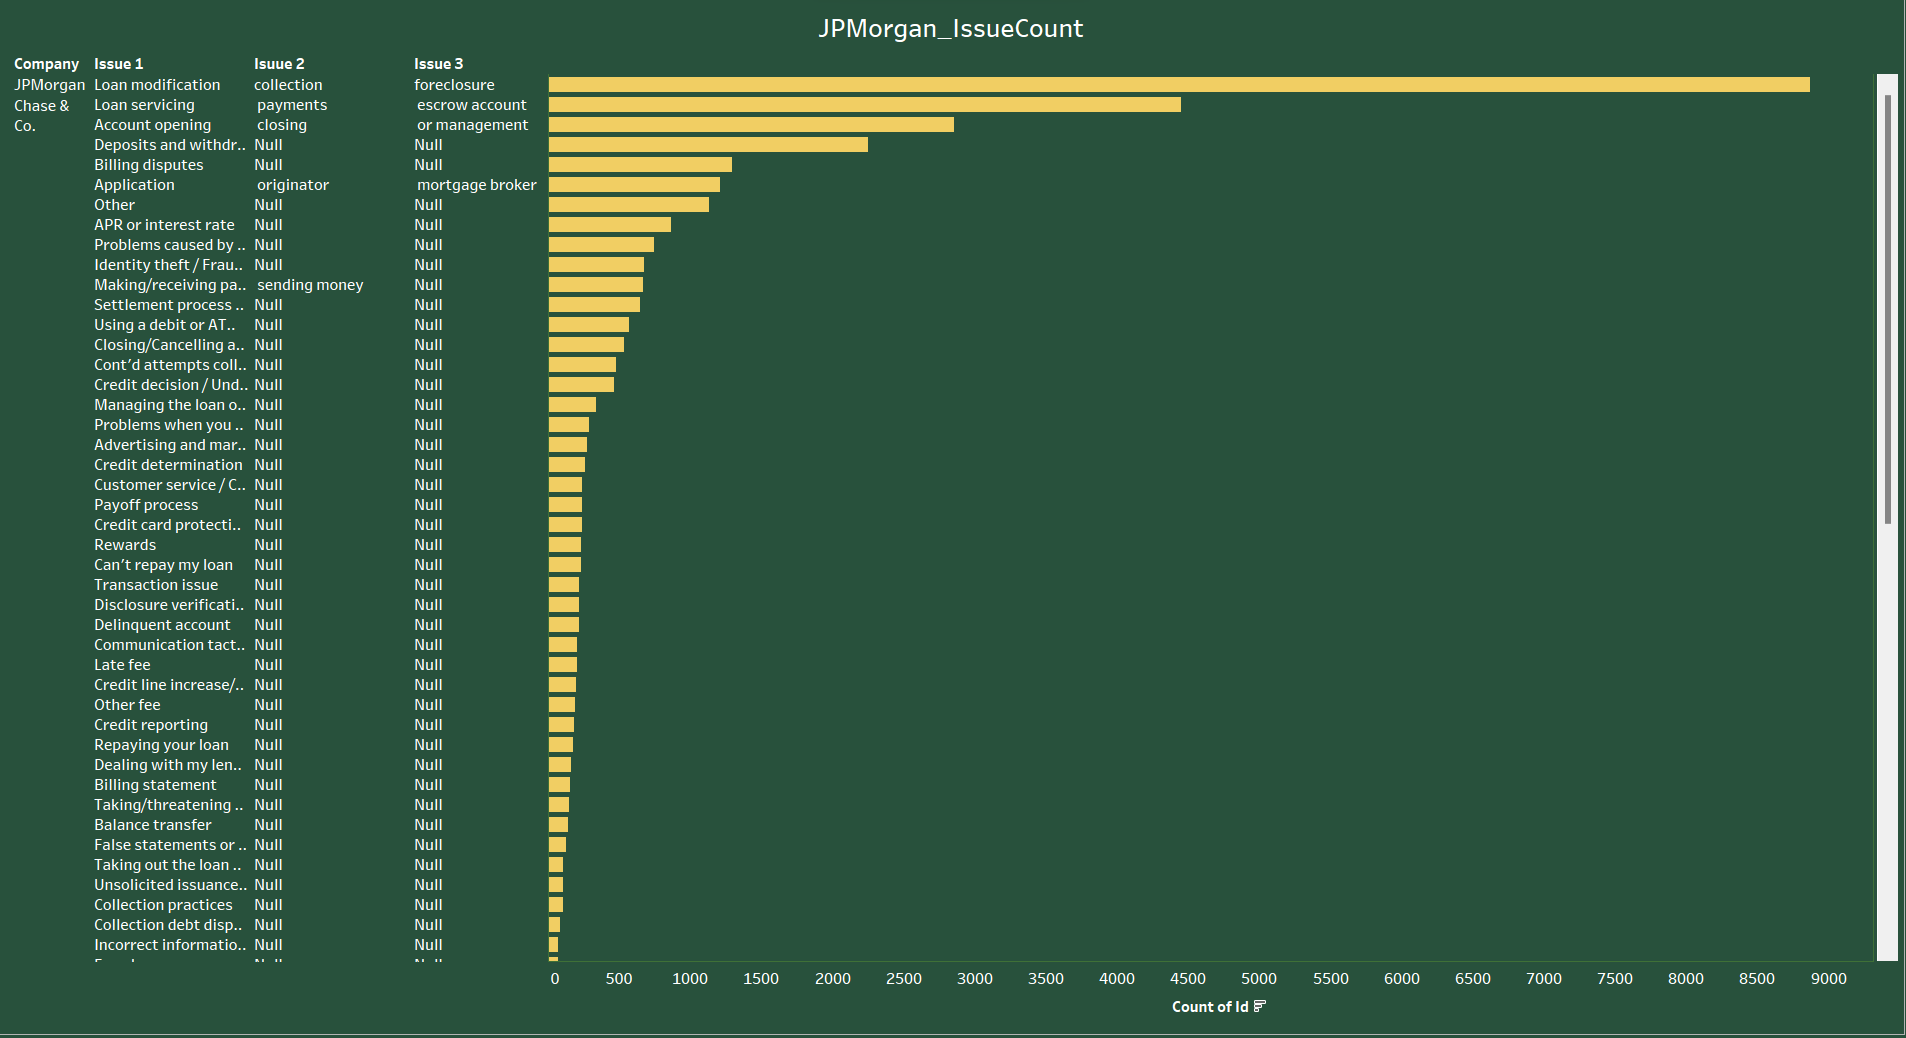 JPMorgan_IssueCount
Company Issue 1 Isuue 2 Issue 3
JPMorgan Loan modification collection foreclosure
Chase & Loan servicing payments escrow account
Co. Account opening closing or management
Deposits and withdr.. Null Null
Billing disputes Null Null
Application originator mortgage broker
Other Null Null
APR or interest rate Null Null
Problems caused by .. Null Null
Identity theft / Frau.. Null Null
Making/receiving pa.. sending money Null
Settlement process .. Null Null
Using a debit or AT.. Null Null
Closing/Cancelling a.. Null Null
Cont’d attempts coll.. Null Null
Credit decision / Und.. Null Null
Managing the loan o.. Null Null
Problems when you .. Null Null
Advertising and mar.. Null Null
Credit determination Null Null
Customer service / C.. Null Null
Payoff process Null Null
Credit card protecti.. Null Null
Rewards Null Null
Can’t repay my loan Null Null
Transaction issue Null Null
Disclosure verificati.. Null Null
Delinquent account Null Null
Communication tact.. Null Null
Late fee Null Null
Credit line increase/.. Null Null
Other fee Null Null
Credit reporting Null Null
Repaying your loan Null Null
Dealing with my len.. Null Null
Billing statement Null Null
Taking/threatening .. Null Null
Balance transfer Null Null
False statements or .. Null Null
Taking out the loan .. Null Null
Unsolicited issuance.. Null Null
Collection practices Null Null
Collection debt disp.. Null Null
Incorrect informatio.. Null Null
0 500 1000 1500 2000 2500 3000 3500 4000 4500 5000 5500 6000 6500 7000 7500 8000 8500 9000
Count of Id